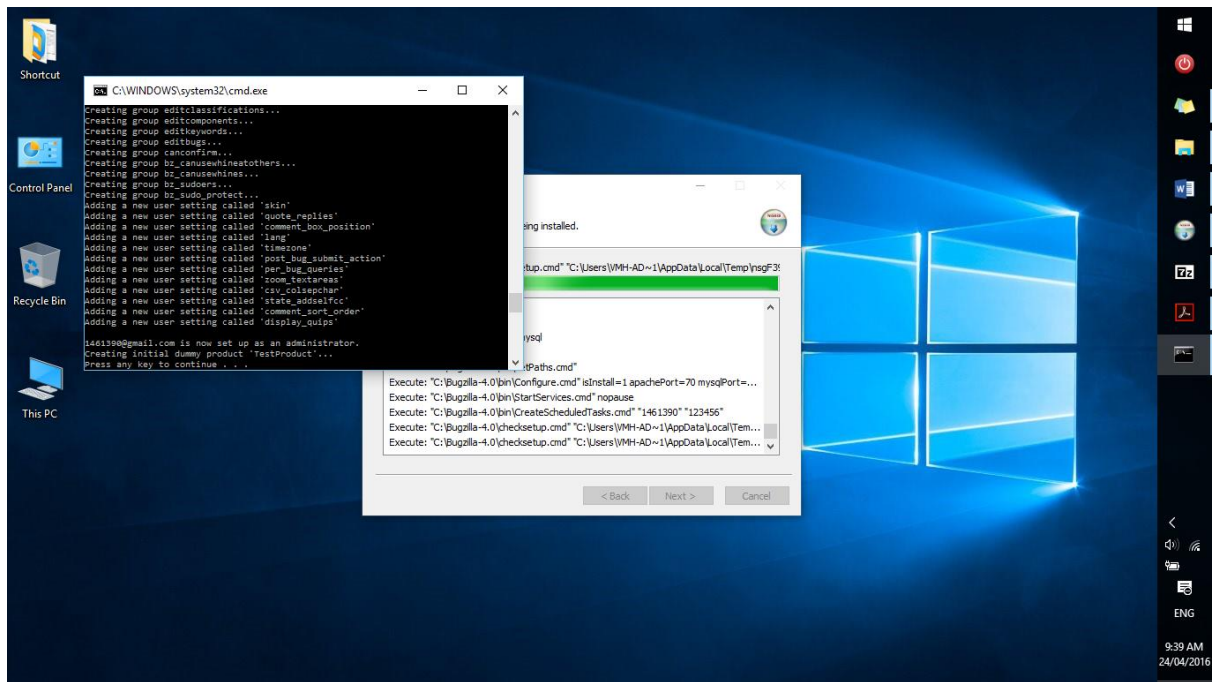 Shortcut
Control Panel
Recycle Bin
This PC
C:\WINDOWS\system32\cmd.exe
Creating group editclassifications...
Creating group editcomponents...
Creating group editkeywords...
Creating group editbugs...
Creating group canconfirm...
Creating group bz_canusewhineatothers...
Creating group bz_canusewhines...
Creating group bz_sudoers...
Creating group bz_sudo_protect...
Adding a new user setting called 'skin'
Adding a new user setting called 'quote_replies'
Adding a new user setting called 'comment_box_position'
Adding a new user setting called 'lang'
Adding a new user setting called 'timezone'
Adding a new user setting called 'post_bug_submit_action'
Adding a new user setting called 'per_bug_queries'
Adding a new user setting called 'zoom_textareas'
Adding a new user setting called 'csv_colsepchar'
Adding a new user setting called 'state_addselfcc'
Adding a new user setting called 'comment_sort_order'
Adding a new user setting called 'display_quips'
1461390@gmail.com is now set up as an administrator.
Creating initial dummy product 'TestProduct'...
Press any key to continue . . .
eing installed.
etup.cmd" "C:\Users\VMH-AD~1\AppData\Local\Temp\nsgF39
ysql
etPaths.cmd"
Execute: "C:\Bugzilla-4.0\bin\Configure.cmd" isInstall=1 apachePort=70 mysqlPort=...
Execute: "C:\Bugzilla-4.0\bin\StartServices.cmd" nopause
Execute: "C:\Bugzilla-4.0\bin\CreateScheduledTasks.cmd" "1461390" "123456"
Execute: "C:\Bugzilla-4.0\checksetup.cmd" "C:\Users\VMH-AD~1\AppData\Local\Tem...
Execute: "C:\Bugzilla-4.0\checksetup.cmd" "C:\Users\VMH-AD~1\AppData\Local\Tem...
< Back Next > Cancel
ENG
9:39 AM
24/04/2016